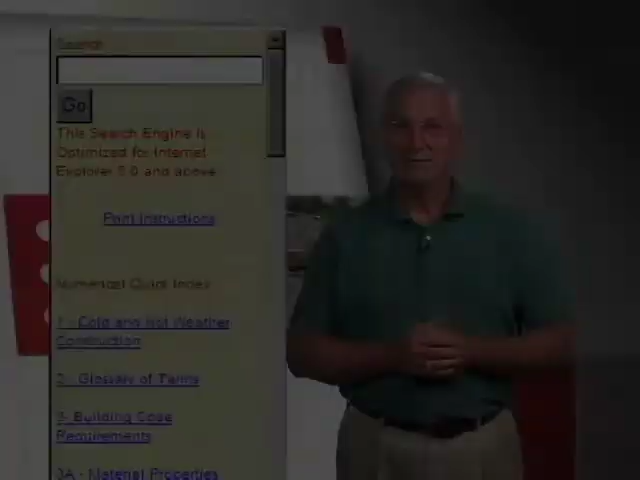 Search
Go
This Search Engine is
Optimized for Internet
Explorer 5.0 and above
Print Instructions
Numerical Quick Index
1 - Cold and Hot Weather
Construction
2 - Glossary of Terms
3- Building Code
Requirements
3A - Material Properties